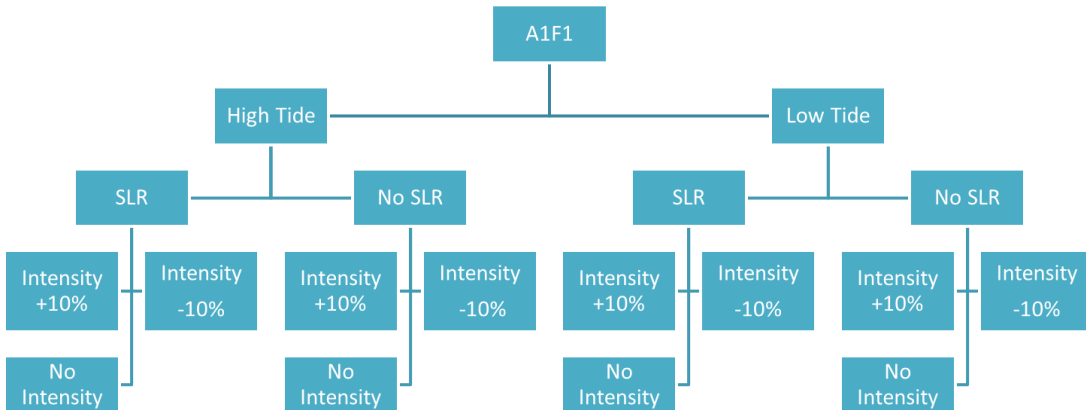 A1F1
High Tide
Low Tide
SLR
No SLR
SLR
No SLR
Intensity
+10%
Intensity
-10%
Intensity
+10%
Intensity
-10%
Intensity
+10%
Intensity
-10%
Intensity
+10%
Intensity
-10%
No
Intensity
No
Intensity
No
Intensity
No
Intensity